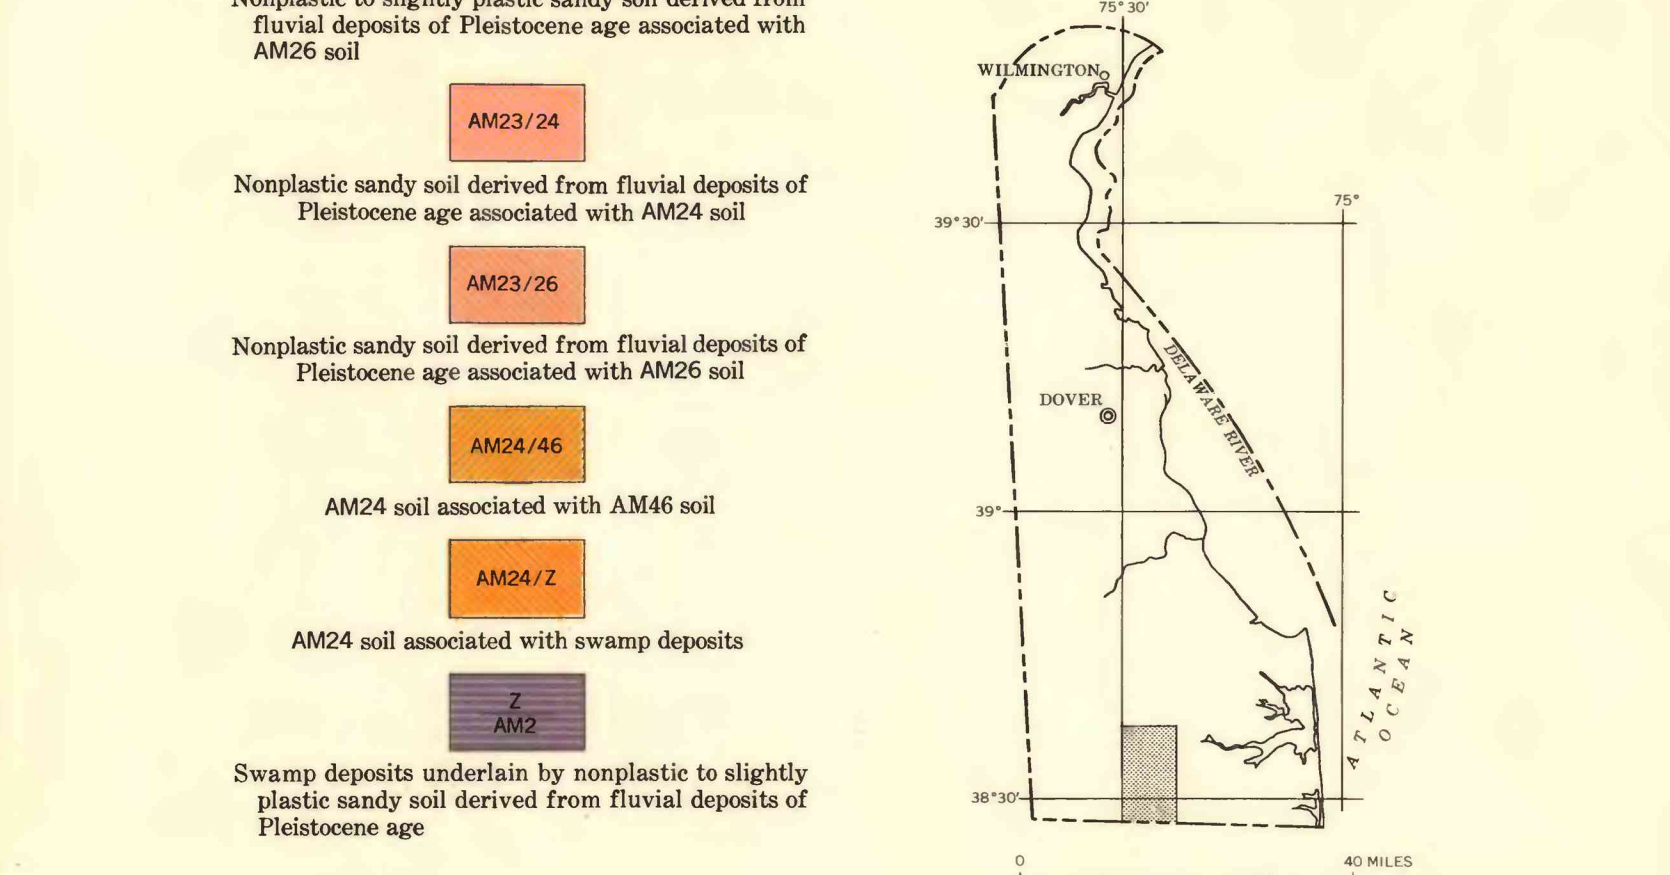 Nonplastic to slightly plastic sandy soil derived from
fluvial deposits of Pleistocene age associated with
AM26 soil
AM23/24
Nonplastic sandy soil derived from fluvial deposits of
Pleistocene age associated with AM24 soil
AM23/26
Nonplastic sandy soil derived from fluvial deposits of
Pleistocene age associated with AM26 soil
AM24/46
AM24 soil associated with AM46 soil
AM24/Z
AM24 soil associated with swamp deposits
Z
AM2
Swamp deposits underlain by nonplastic to slightly
plastic sandy soil derived from fluvial deposits of
Pleistocene age
75°30'
WILMINGTON
75°
39°30'
DELAWARE RIVER
DOVER
39°
ATLANTIC
OCEAN
38°30'
0
40 MILES